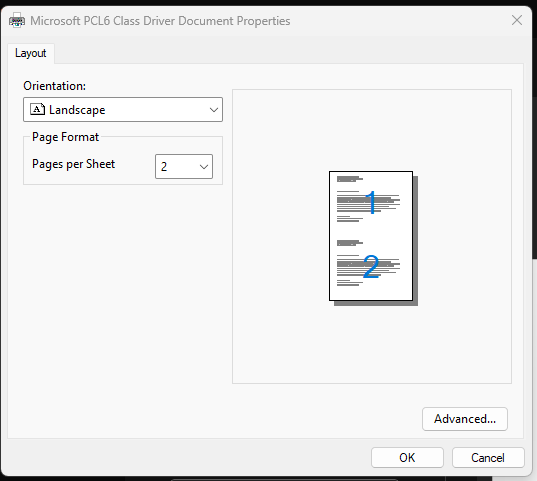 Microsoft PCL6 Class Driver Document Properties
Layout
Orientation:
Landscape
Page Format
Pages per Sheet
2
1
2
Advanced...
OK
Cancel